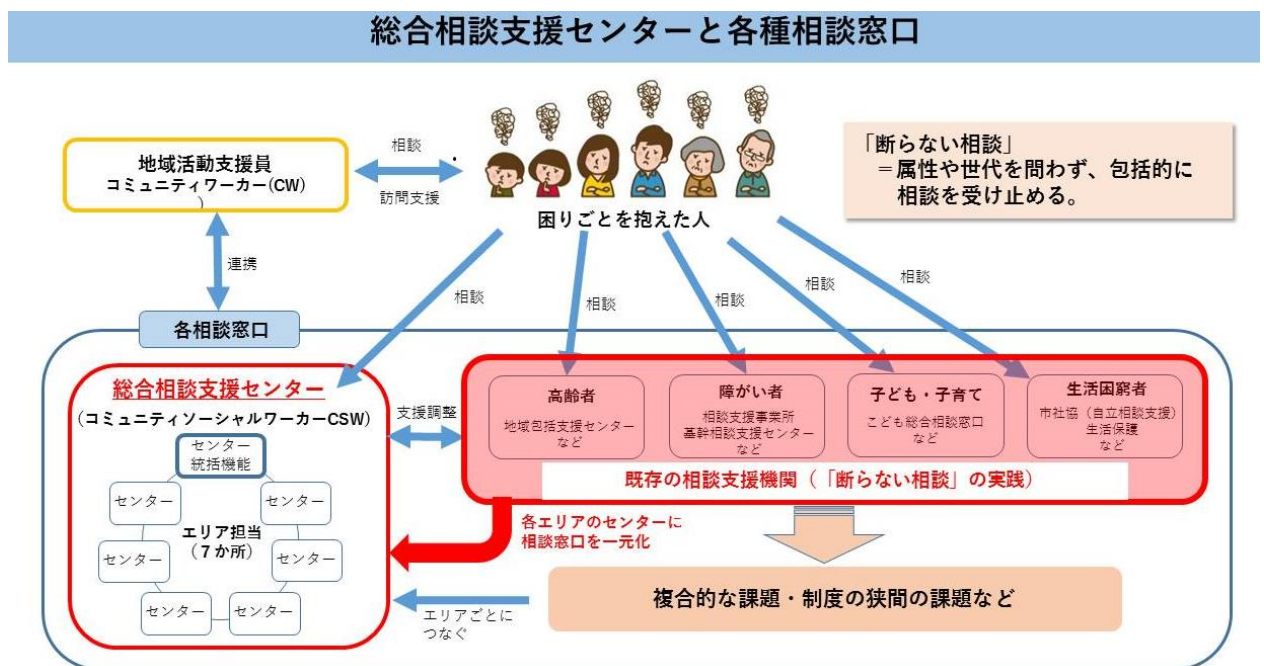 総合相談支援センターと各種相談窓口
地域活動支援員
コミュニティワーカー(CW)
)
相談
訪問支援
困りごとを抱えた人
「断らない相談」
＝属性や世代を問わず、包括的に
相談を受け止める。
連携
相談
相談
相談
相談
相談
各相談窓口
総合相談支援センター
(コミュニティソーシャルワーカーCSW)
センター
統括機能
センター
センター
エリア担当
(７か所)
センター
センター
センター
センター
支援調整
高齢者
地域包括支援センター
など
障がい者
相談支援事業所
基幹相談支援センター
など
子ども・子育て
こども総合相談窓口
など
生活困窮者
市社協（自立相談支援）
生活保護
など
既存の相談支援機関（「断らない相談」の実践）
各エリアのセンターに
相談窓口を一元化
複合的な課題・制度の狭間の課題など
エリアごとに
つなぐ